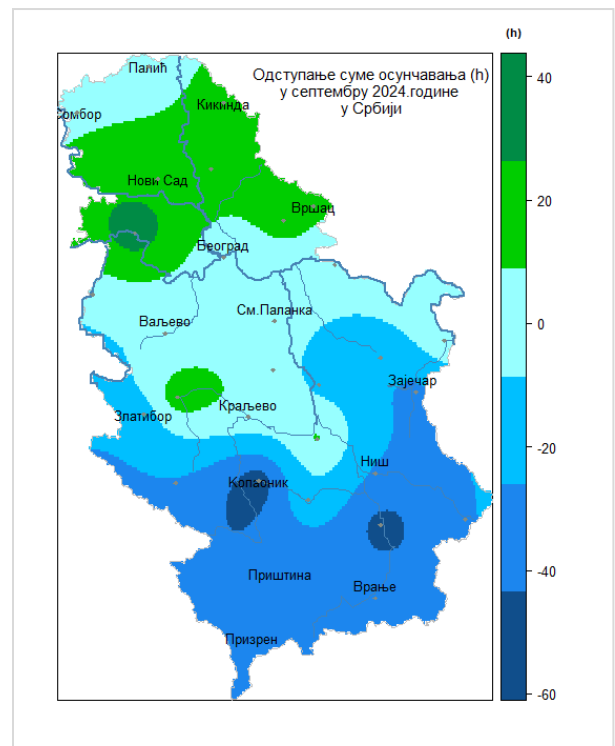 (h)
Одступање суме осунчавања (h)
у септембру 2024.године
у Србији
Палић
Кикинда
Сомбор
Нови Сад
Вршац
Београд
См.Паланка
Ваљево
Зајечар
Краљево
Златибор
Ниш
Копаоник
Приштина
Врање
Призрен
40
20
0
-20
-40
-60